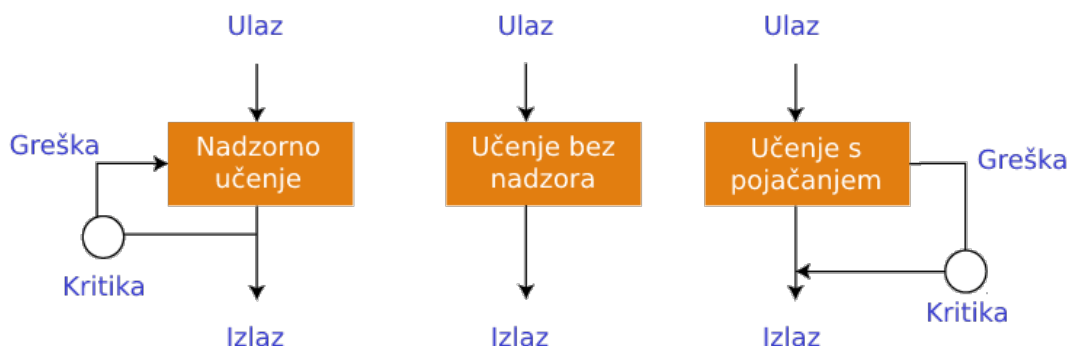 Ulaz
Ulaz
Ulaz
Greška
Nadzorno
učenje
Učenje bez
nadzora
Učenje s
pojačanjem
Greška
Kritika
Kritika
Izlaz
Izlaz
Izlaz